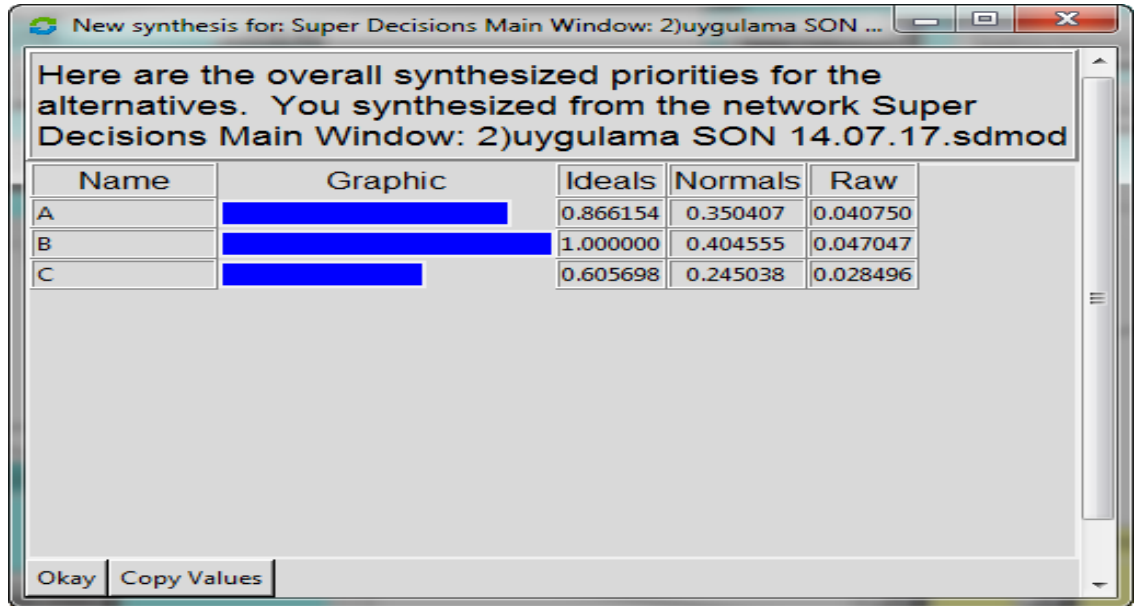 New synthesis for: Super Decisions Main Window: 2)uygulama SON ...
Here are the overall synthesized priorities for the
alternatives. You synthesized from the network Super
Decisions Main Window: 2)uygulama SON 14.07.17.sdmod
Name Graphic Ideals Normals Raw
A 0.866154 0.350407 0.040750
B 1.000000 0.404555 0.047047
C 0.605698 0.245038 0.028496
Okay Copy Values